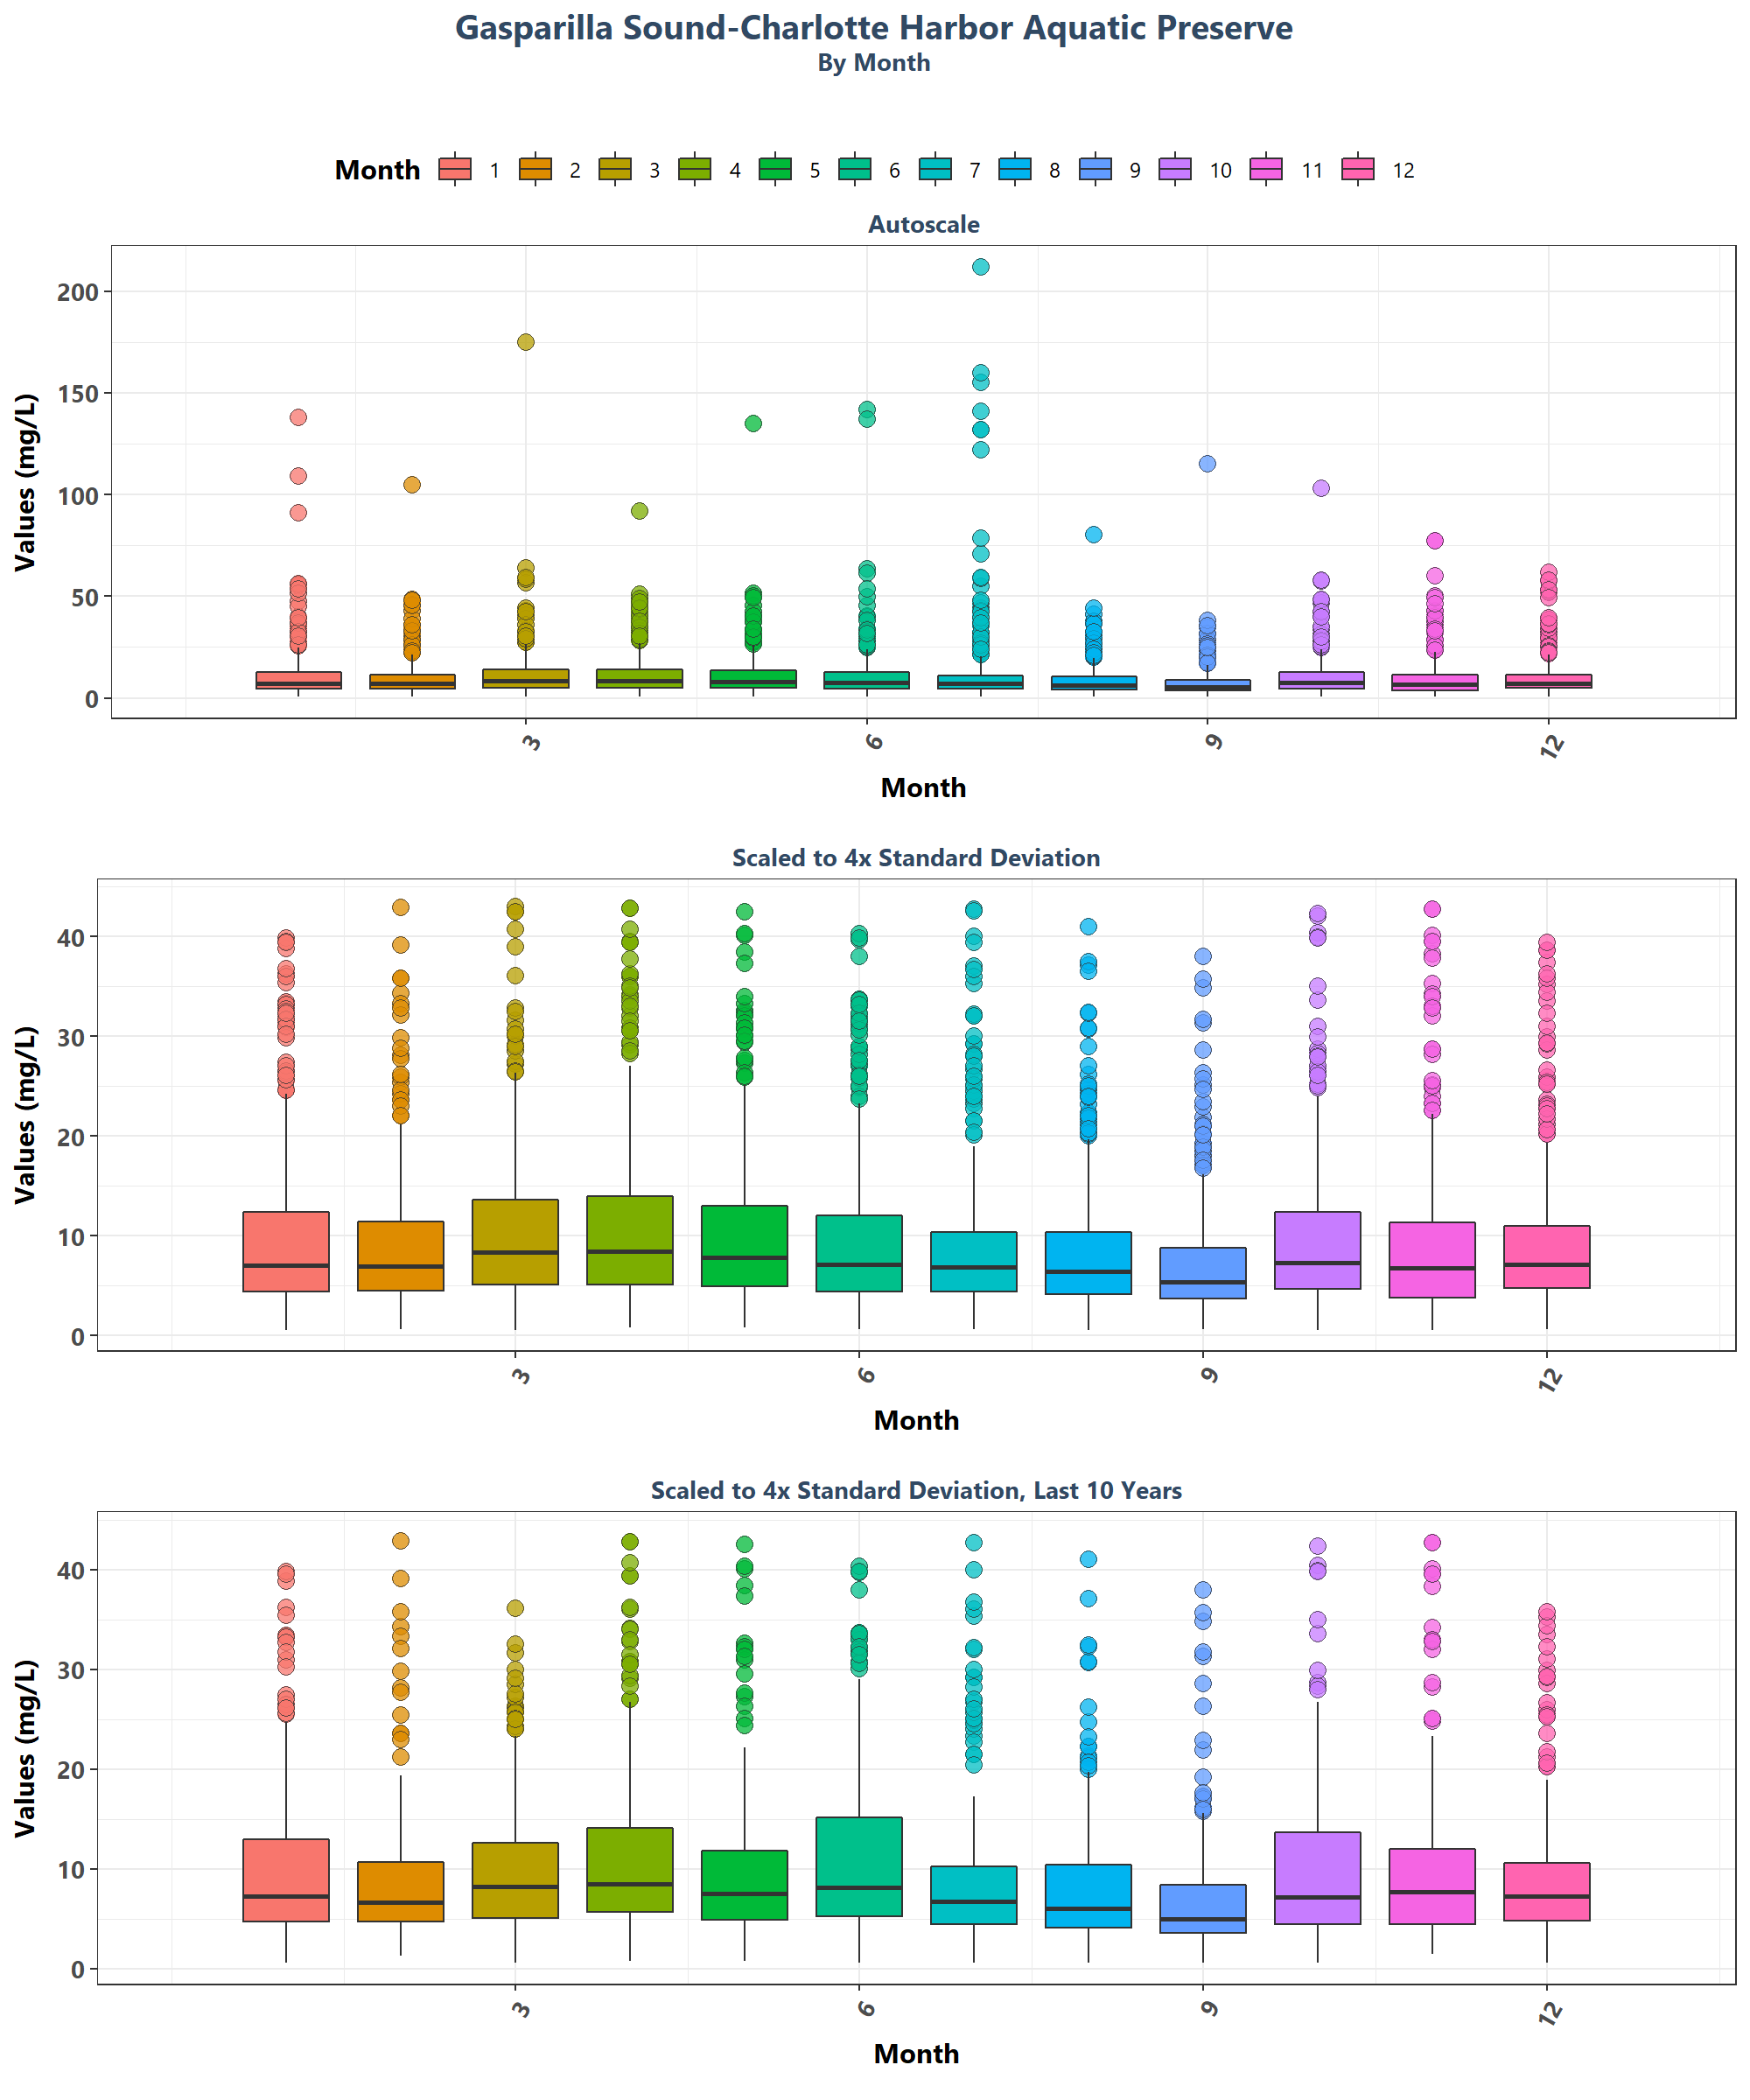 Gasparilla Sound-Charlotte Harbor Aquatic Preserve
By Month
Month 1 2 3 4 5 6 7 8 9 10 11 12
Autoscale
Values (mg/L)
200
150
100
50
0
3 6 9 12
Month
Scaled to 4x Standard Deviation
Values (mg/L)
40
30
20
10
0
3 6 9 12
Month
Scaled to 4x Standard Deviation, Last 10 Years
Values (mg/L)
40
30
20
10
0
3 6 9 12
Month